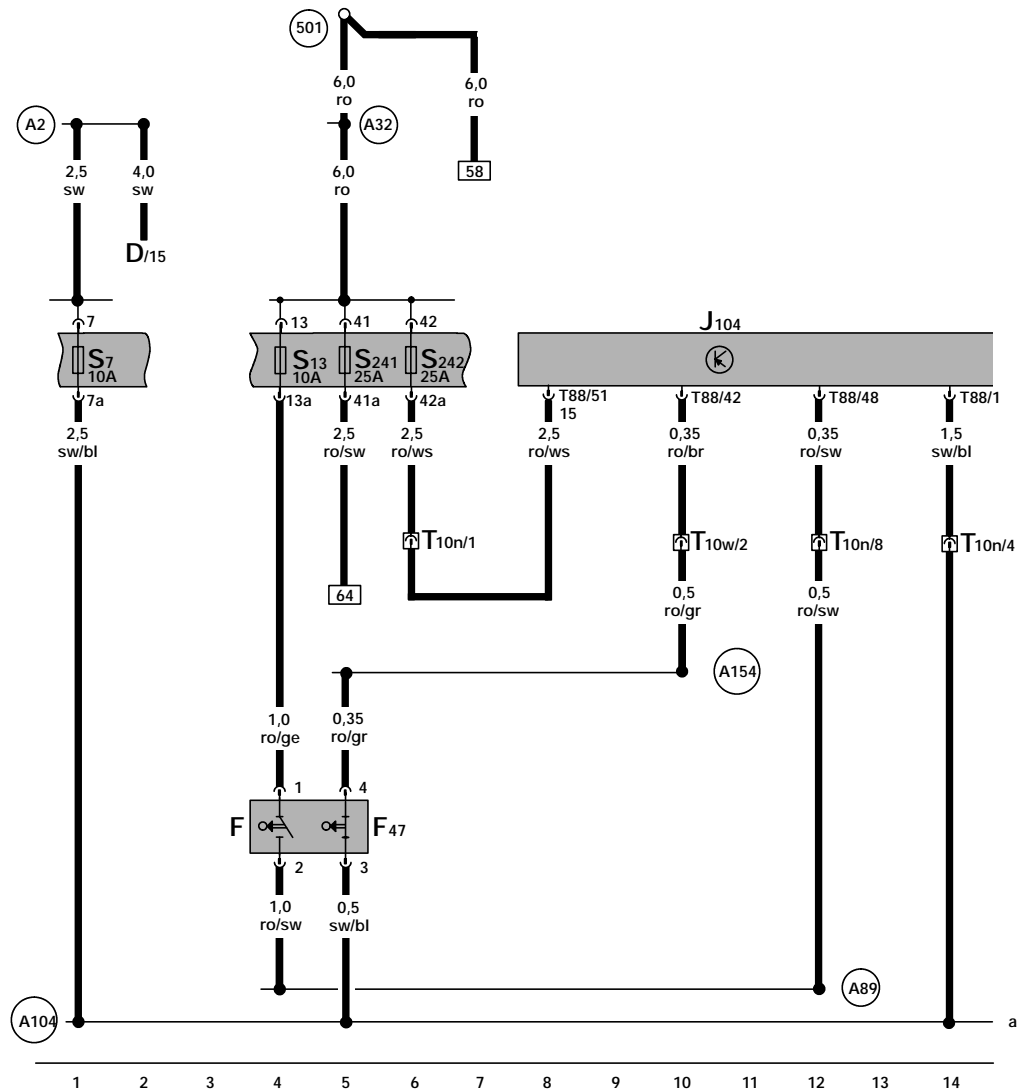 501
6,0
ro
6,0
ro
A2
A32
2,5
sw
4,0
sw
6,0
ro
58
D/15
7
13
41
42
J104
S7
10A
S13
10A
S241
25A
S242
25A
7a
13a
41a
42a
T88/51
15
T88/42
T88/48
T88/1
2,5
sw/bl
2,5
ro/sw
2,5
ro/ws
2,5
ro/ws
0,35
ro/br
0,35
ro/sw
1,5
sw/bl
T10n/1
T10w/2
T10n/8
T10n/4
64
0,5
ro/gr
0,5
ro/sw
A154
1,0
ro/ge
0,35
ro/gr
1
4
F
F47
2
3
1,0
ro/sw
0,5
sw/bl
A89
A104
a
1 2 3 4 5 6 7 8 9 10 11 12 13 14